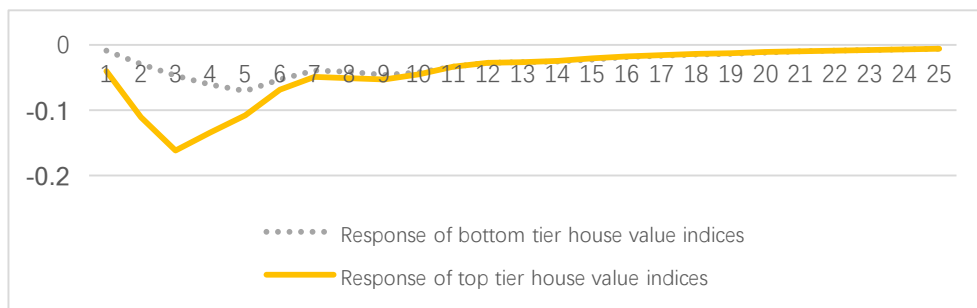 0
1 2 3 4 5 6 7 8 9 10 11 12 13 14 15 16 17 18 19 20 21 22 23 24 25
-0.1
-0.2
Response of bottom tier house value indices
Response of top tier house value indices